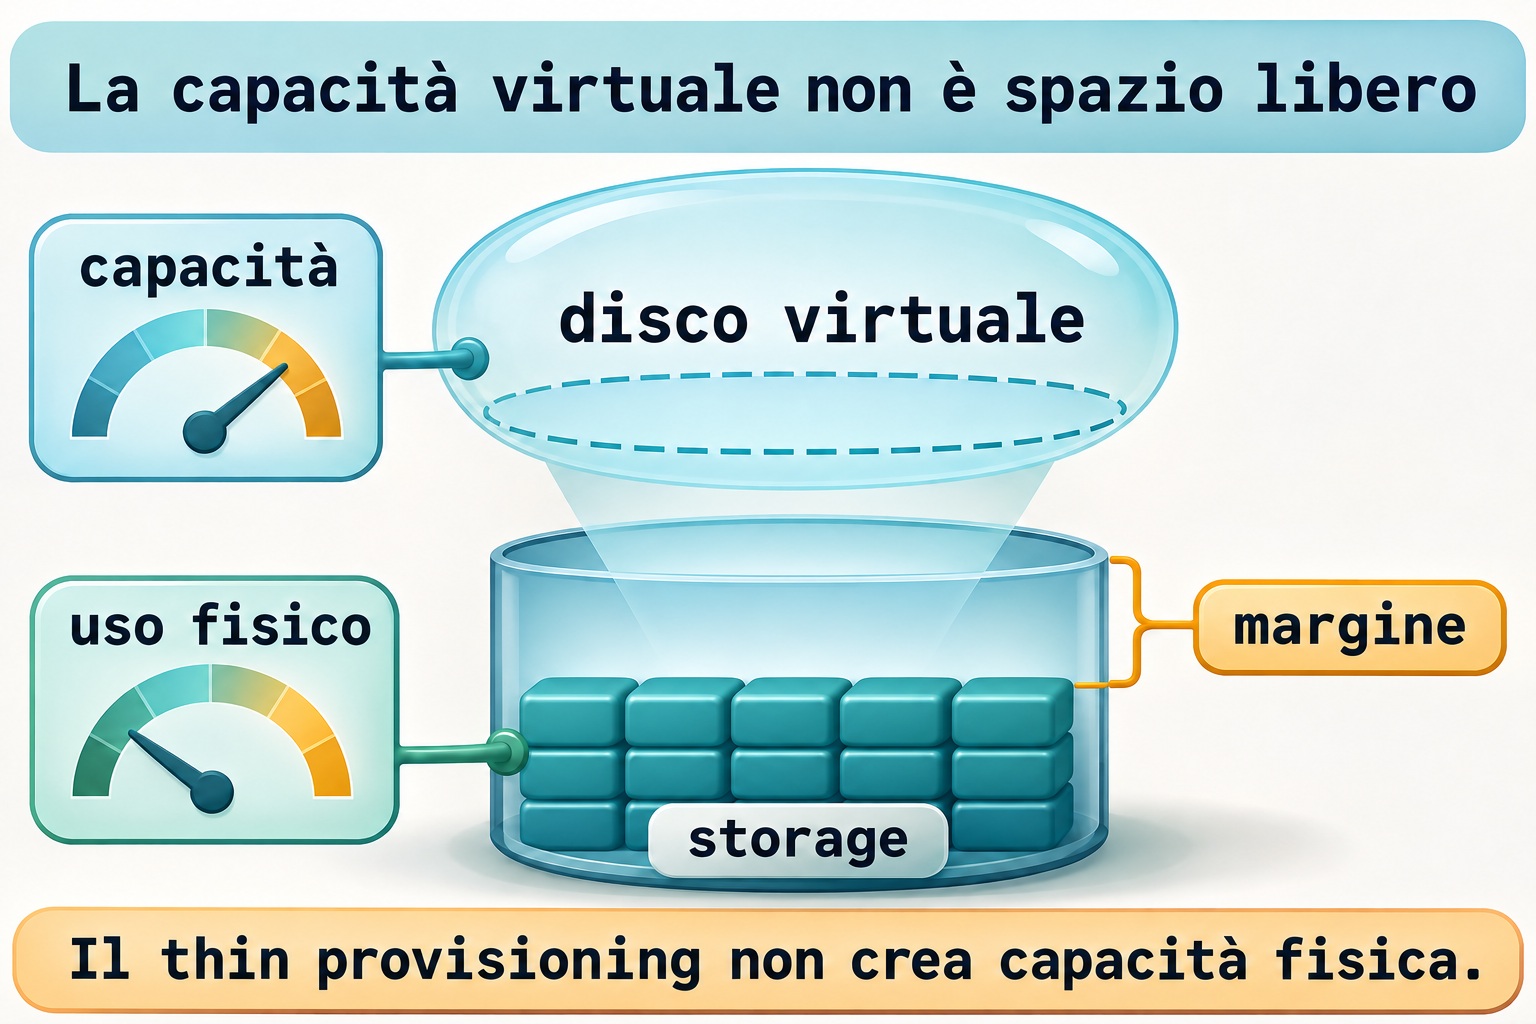 La capacità virtuale non è spazio libero
capacità
disco virtuale
uso fisico
margine
storage
Il thin provisioning non crea capacità fisica.